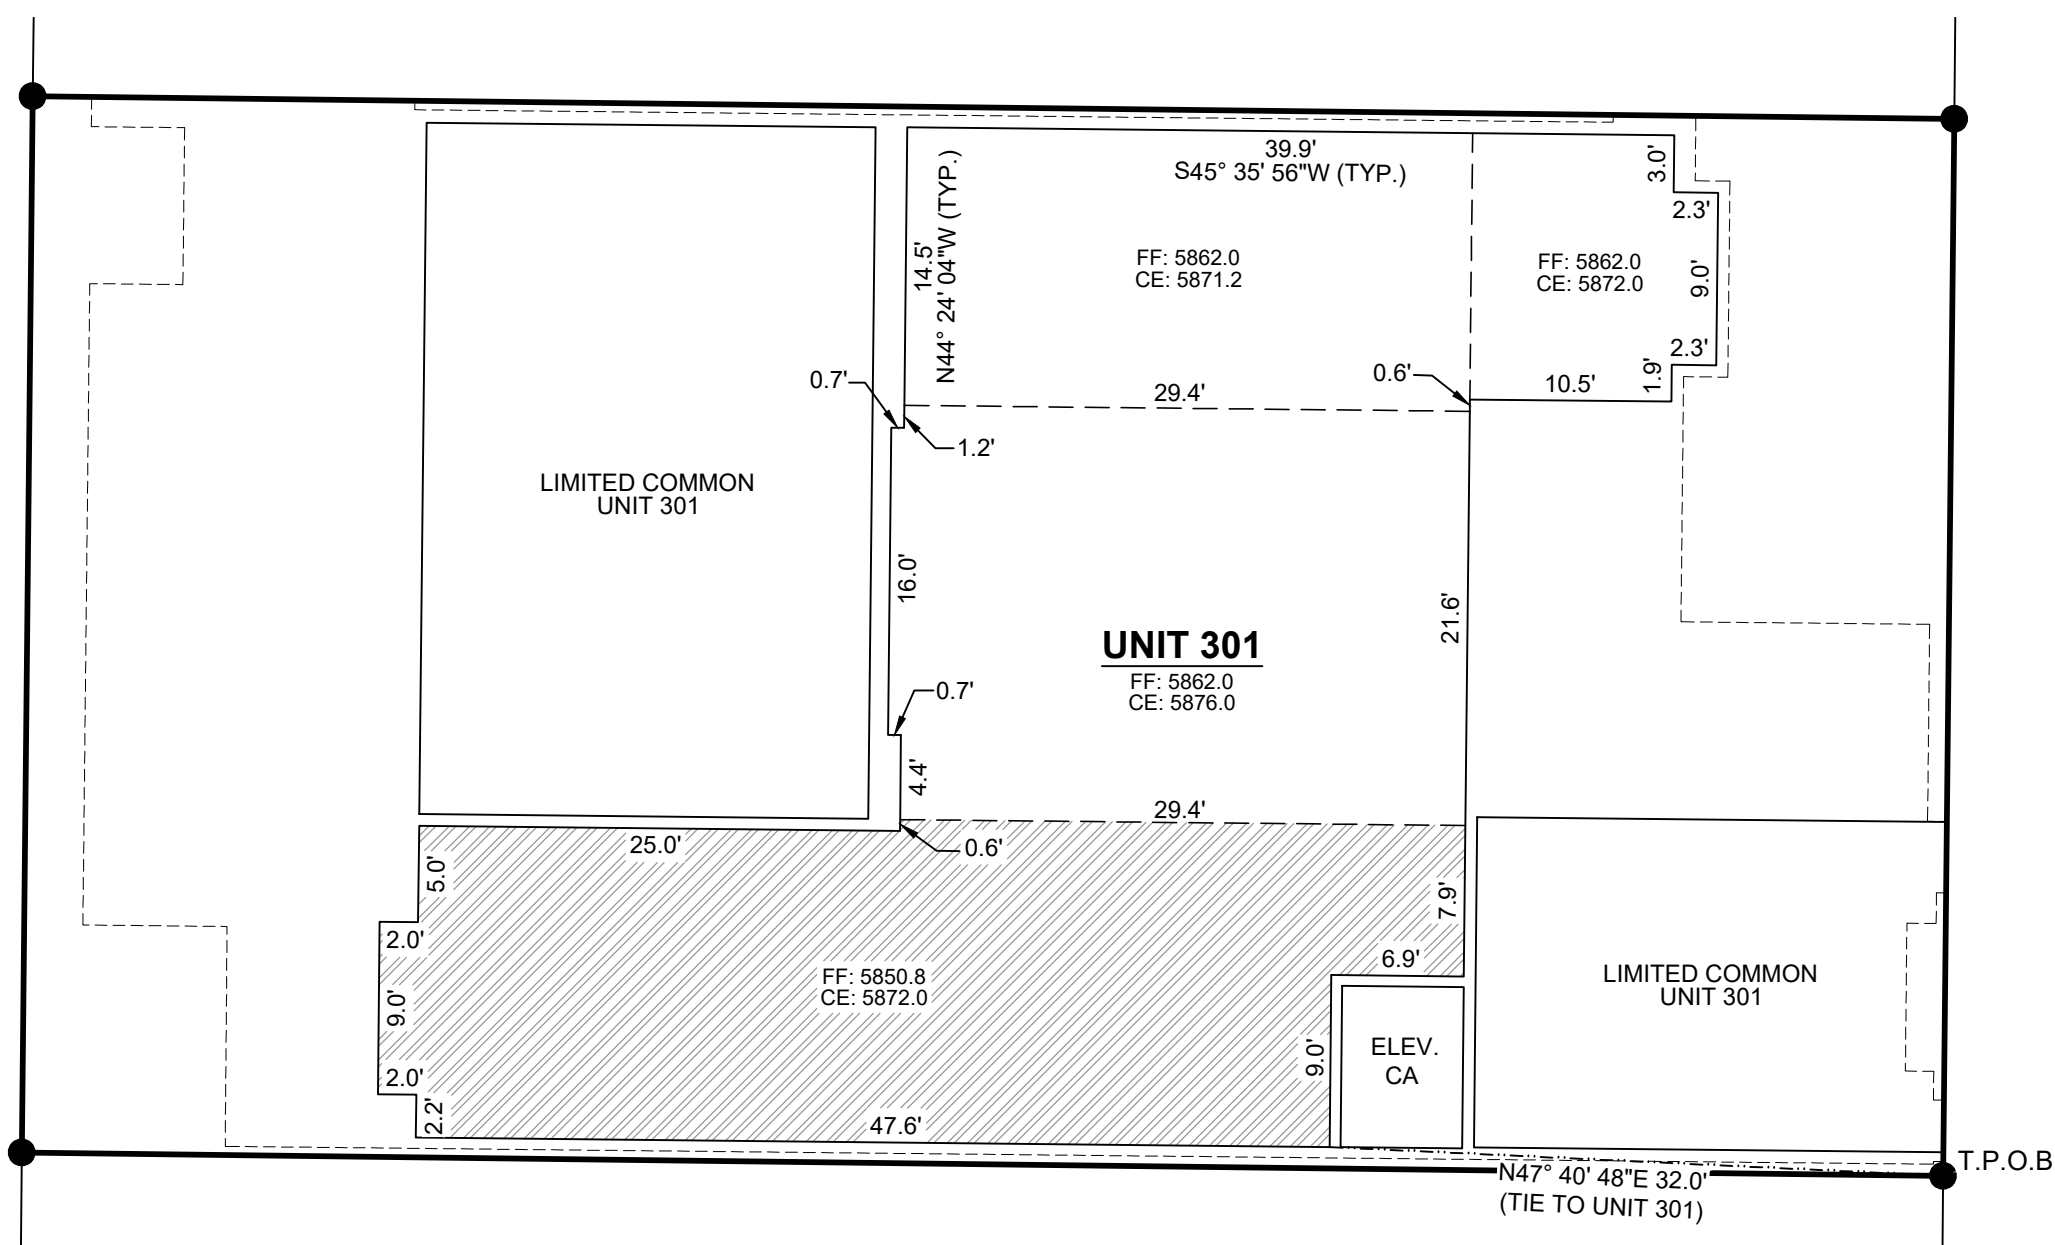 39.9'
S45° 35' 56"W (TYP.)
3.0'
2.3'
14.5'
N44° 24' 04"W (TYP.)
FF: 5862.0
CE: 5871.2
FF: 5862.0
CE: 5872.0
9.0'
2.3'
1.9'
0.7'
29.4'
0.6'
10.5'
1.2'
LIMITED COMMON
UNIT 301
16.0'
21.6'
UNIT 301
FF: 5862.0
CE: 5876.0
0.7'
4.4'
29.4'
25.0'
0.6'
5.0'
7.9'
2.0'
6.9'
FF: 5850.8
CE: 5872.0
LIMITED COMMON
UNIT 301
9.0'
9.0'
ELEV.
CA
2.0'
2.2'
47.6'
T.P.O.B
N47° 40' 48"E 32.0'
(TIE TO UNIT 301)